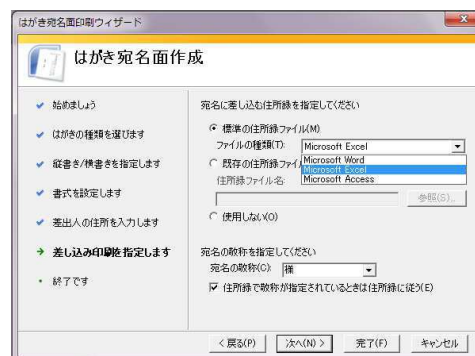 はがき宛名面印刷ウィザード
はがき宛名面作成
始めましょう
はがきの種類を選びます
縦書き/横書きを指定します
書式を設定します
差出人の住所を入力します
差し込み印刷を指定します
終了です
宛名に差し込む住所録を指定してください
標準の住所録ファイル(M)
ファイルの種類(T): Microsoft Excel
既存の住所録ファイ
Microsoft Word
Microsoft Excel
Microsoft Access
住所録ファイル名:
参照(S)...
使用しない(O)
宛名の敬称を指定してください
宛名の敬称(C): 様
住所録で敬称が指定されているときは住所録に従う(E)
< 戻る(P) 次へ(N) > 完了(F) キャンセル